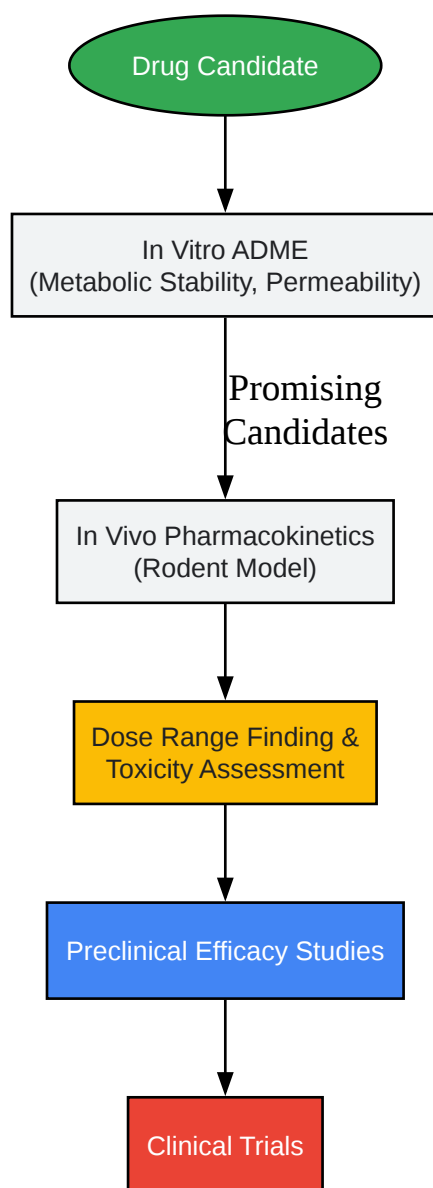 Drug Candidate
In Vitro ADME
(Metabolic Stability, Permeability)
Promising
Candidates
In Vivo Pharmacokinetics
(Rodent Model)
Dose Range Finding &
Toxicity Assessment
Preclinical Efficacy Studies
Clinical Trials